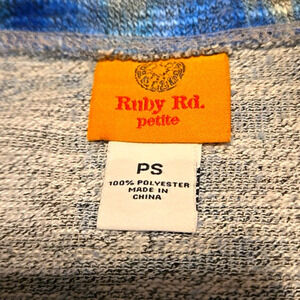 Ruby Rd.
petite
PS
100% POLYESTER
MADE IN
CHINA